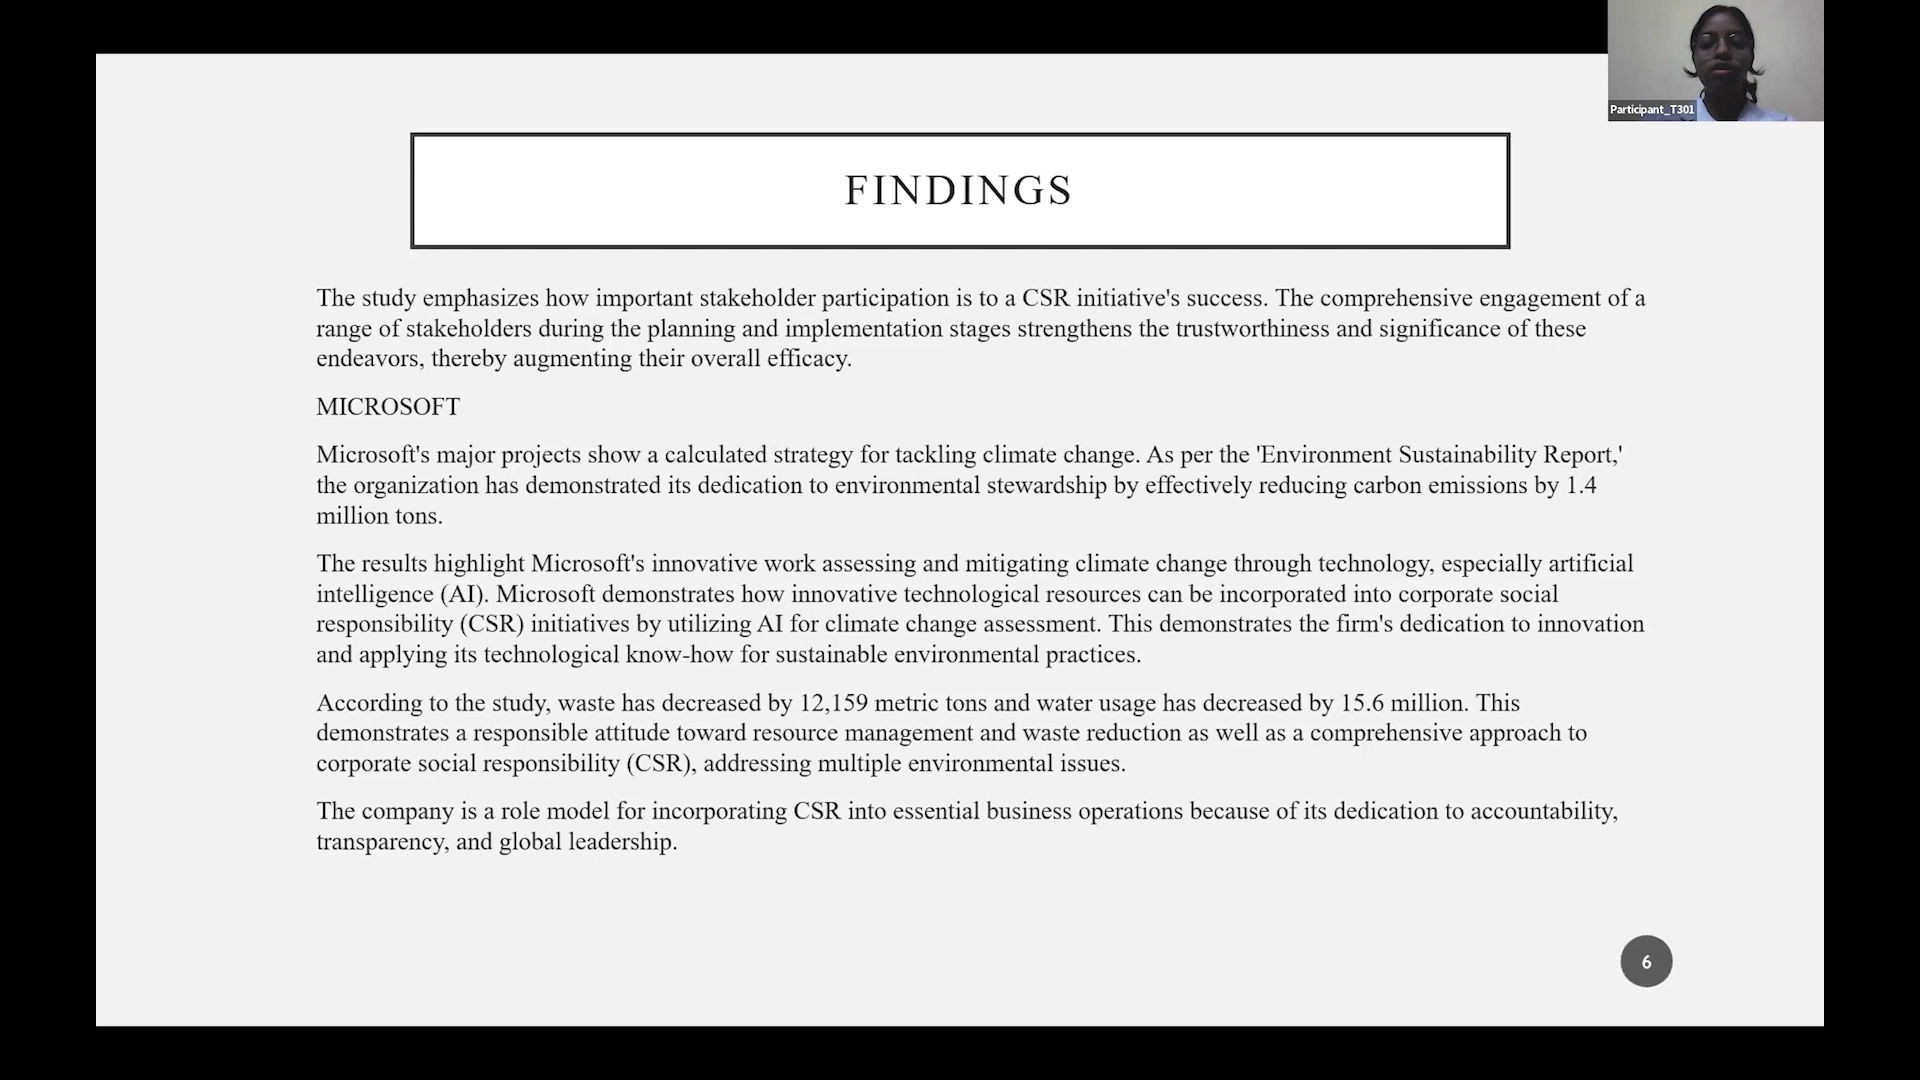 Participant_T301
FINDINGS
The study emphasizes how important stakeholder participation is to a CSR initiative's success. The comprehensive engagement of a
range of stakeholders during the planning and implementation stages strengthens the trustworthiness and significance of these
endeavors, thereby augmenting their overall efficacy.
MICROSOFT
Microsoft's major projects show a calculated strategy for tackling climate change. As per the 'Environment Sustainability Report,'
the organization has demonstrated its dedication to environmental stewardship by effectively reducing carbon emissions by 1.4
million tons.
The results highlight Microsoft's innovative work assessing and mitigating climate change through technology, especially artificial
intelligence (AI). Microsoft demonstrates how innovative technological resources can be incorporated into corporate social
responsibility (CSR) initiatives by utilizing AI for climate change assessment. This demonstrates the firm's dedication to innovation
and applying its technological know-how for sustainable environmental practices.
According to the study, waste has decreased by 12,159 metric tons and water usage has decreased by 15.6 million. This
demonstrates a responsible attitude toward resource management and waste reduction as well as a comprehensive approach to
corporate social responsibility (CSR), addressing multiple environmental issues.
The company is a role model for incorporating CSR into essential business operations because of its dedication to accountability,
transparency, and global leadership.
6